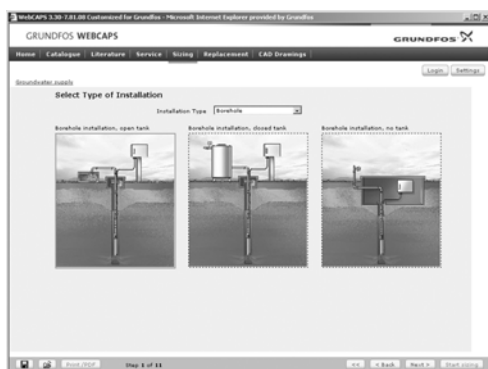 WebCAPS 3.30-7.01.08 Customized for Grundfos - Microsoft Internet Explorer provided by Grundfos
GRUNDFOS WEBCAPS
GRUNDFOS
Home Catalogue Literature Service Sizing Replacement CAD Drawings
Login Settings
Groundwater supply
Select Type of Installation
Installation Type Borehole
Borehole installation, open tank Borehole installation, closed tank Borehole installation, no tank
Print/PDF Step 1 of 11 << < Back Next > Start sizing